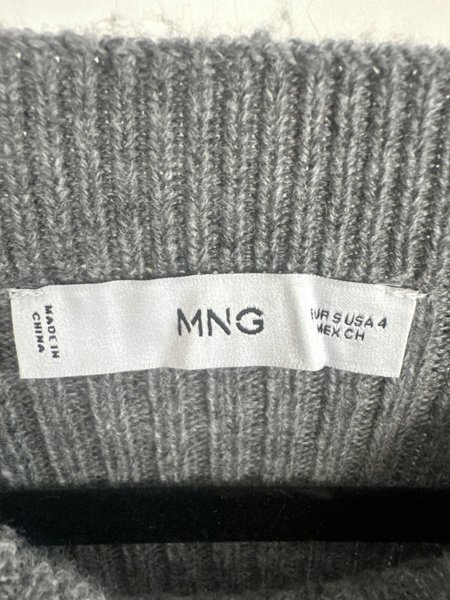 MADE IN
CHINA
MNG
EUR S USA 4
MEX CH